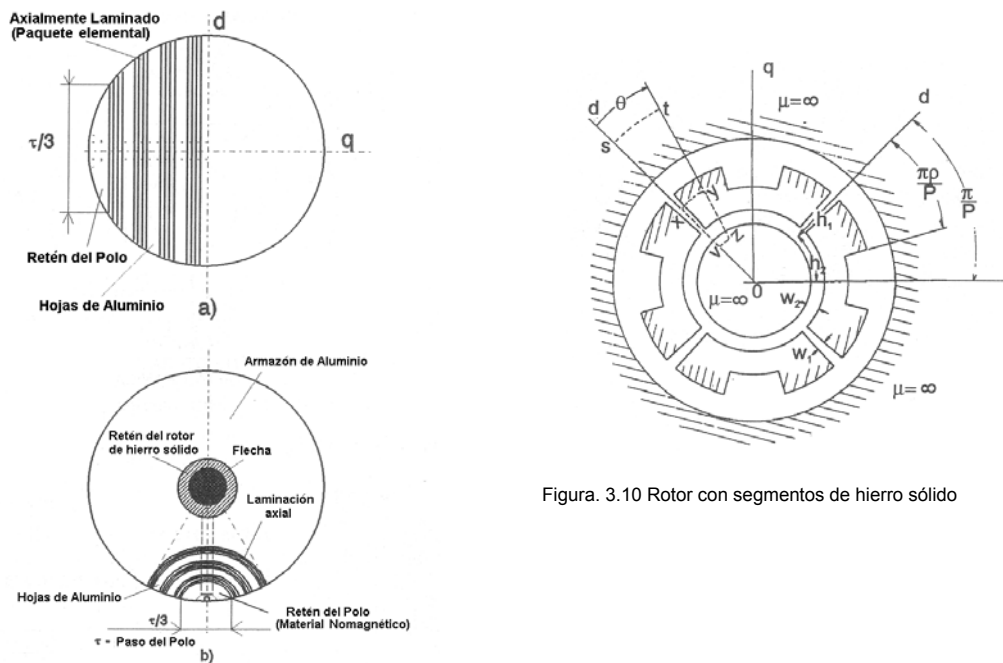 Axialmente Laminado
(Paquete elemental)
d
τ/3
q
Retén del Polo
Hojas de Aluminio
a)
Armazón de Aluminio
Retén del rotor
de hierro sólido
Flecha
Laminación
axial
Hojas de Aluminio
Retén del Polo
(Material Nomagnético)
τ/3
τ - Paso del Polo
b)
q
μ=∞
d
θ
t
s
d
πρ/P
π/P
x
y
h₁
v
z
h₂
μ=∞
0
w₂
w₁
μ=∞
Figura. 3.10 Rotor con segmentos de hierro sólido